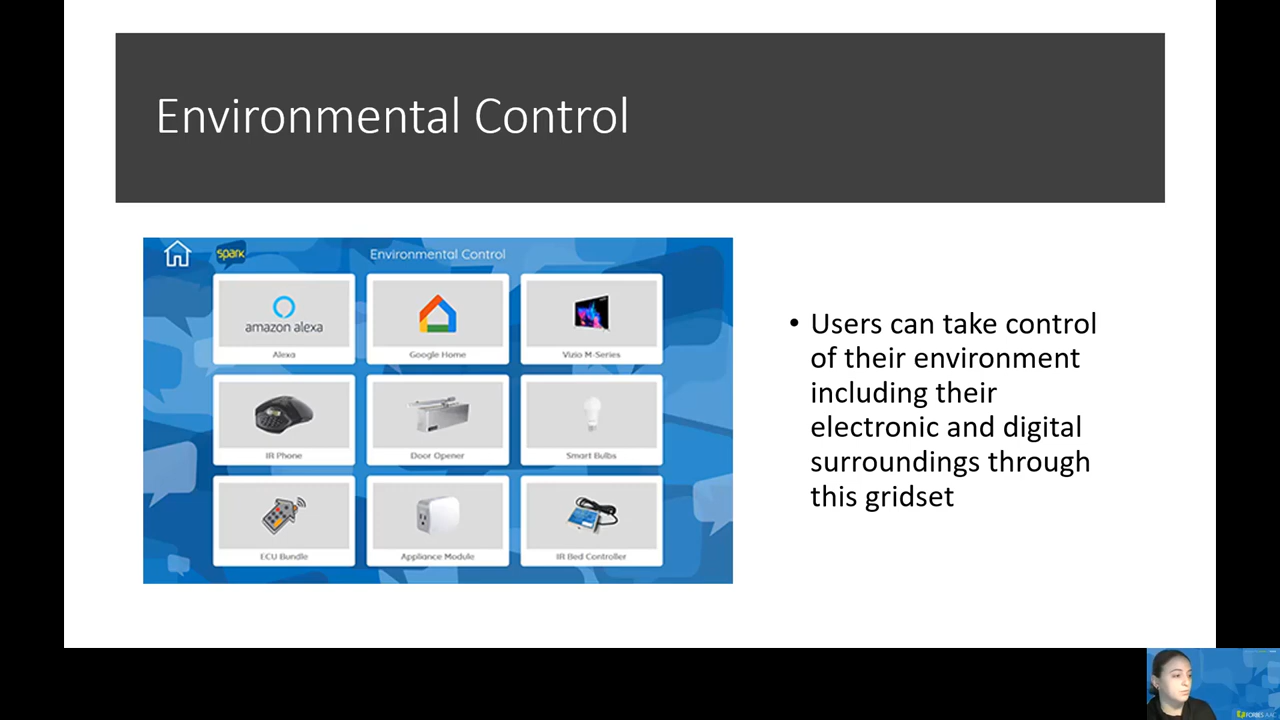 Environmental Control
spark
Environmental Control
amazon alexa
Alexa
Google Home
Vizio M-Series
IR Phone
Door Opener
Smart Bulbs
ECU Bundle
Appliance Module
IR Bed Controller
• Users can take control
of their environment
including their
electronic and digital
surroundings through
this gridset
FORBES AAC